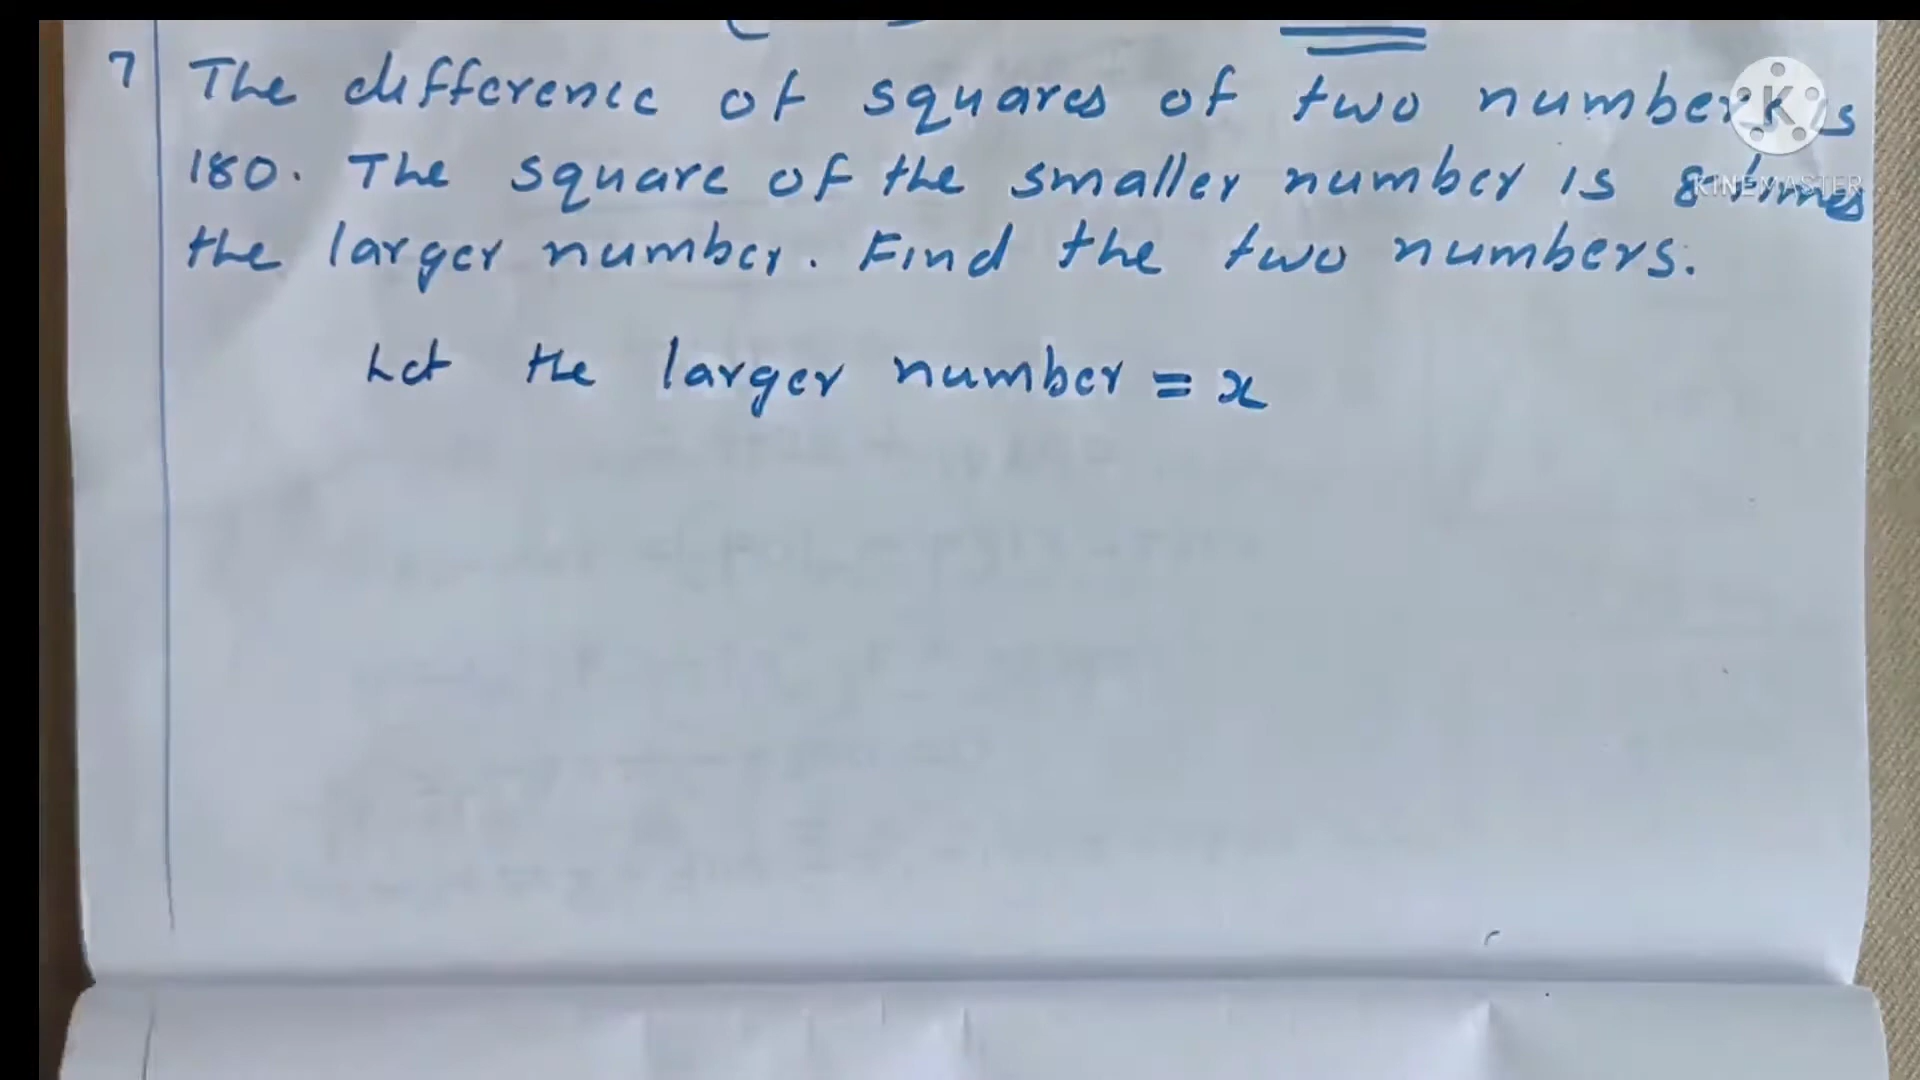 7 The difference of squares of two numbers is
180. The square of the smaller number is 8 times
the larger number. Find the two numbers.
Let the larger number = x
K
KINEMASTER